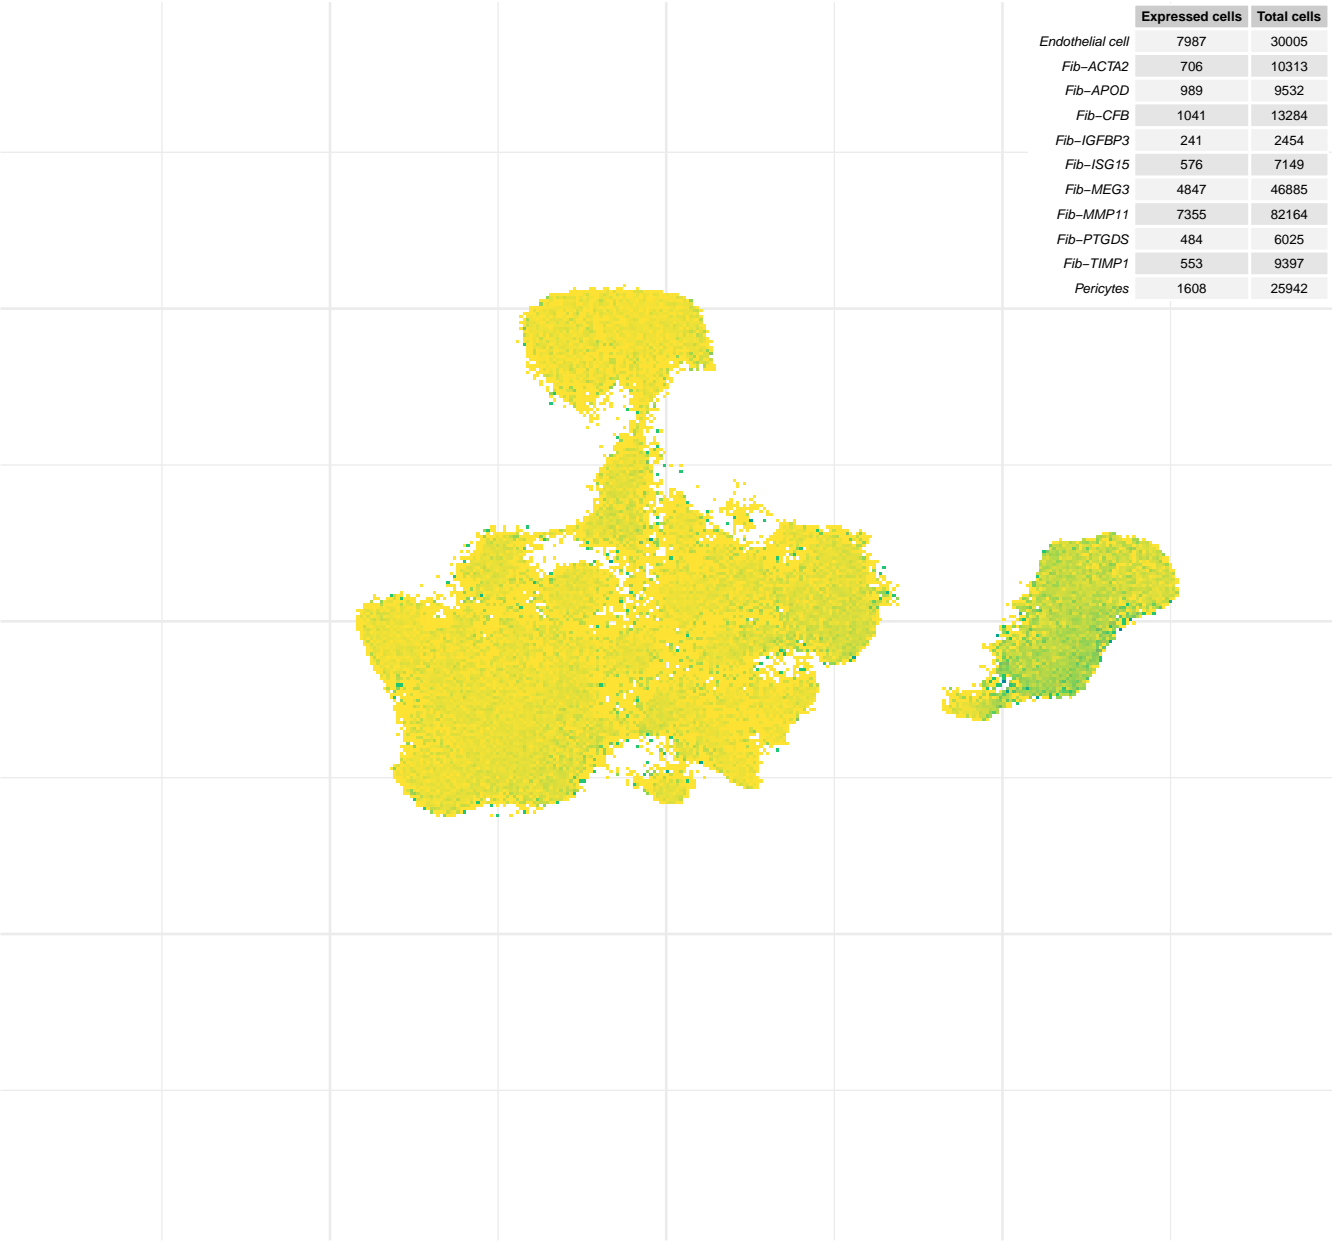 Expressed cells Total cells
Endothelial cell 7987 30005
Fib−ACTA2 706 10313
Fib−APOD 989 9532
Fib−CFB 1041 13284
Fib−IGFBP3 241 2454
Fib−ISG15 576 7149
Fib−MEG3 4847 46885
Fib−MMP11 7355 82164
Fib−PTGDS 484 6025
Fib−TIMP1 553 9397
Pericytes 1608 25942